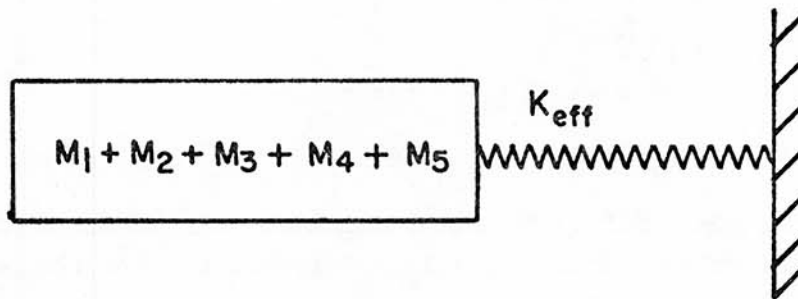 K_eff
M₁ + M₂ + M₃ + M₄ + M₅